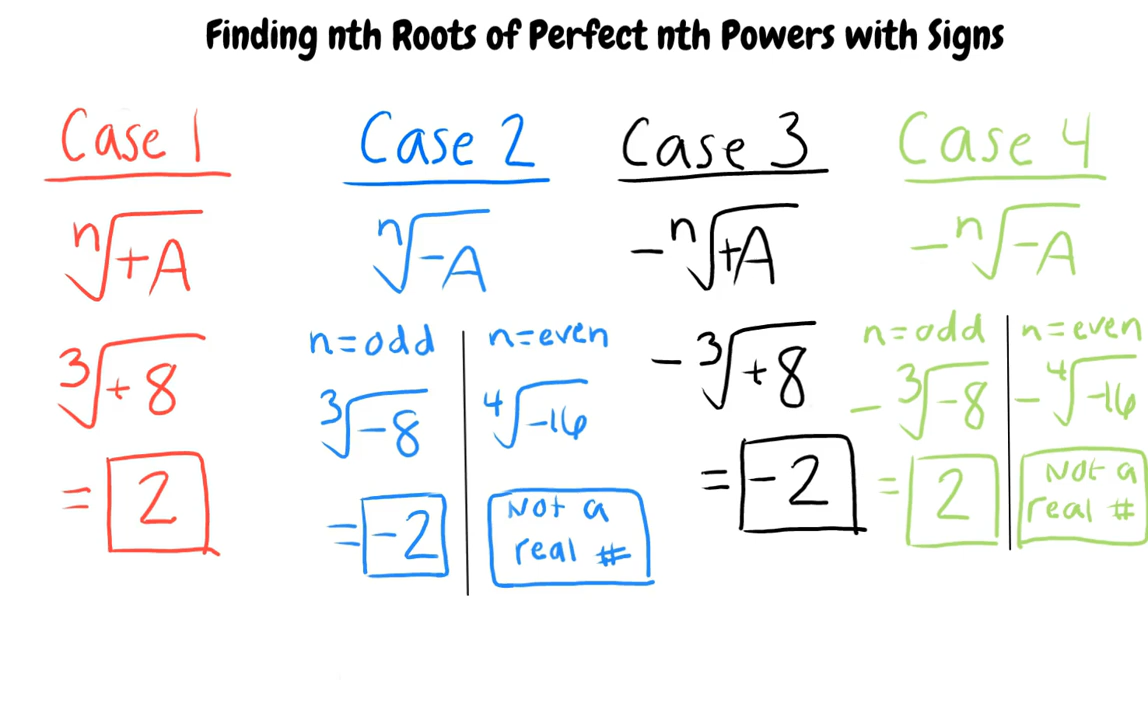 Finding nth Roots of Perfect nth Powers with Signs
Case 1
ⁿ√+A
³√+8
= 2
Case 2
ⁿ√-A
n=odd
³√-8
= -2
n=even
⁴√-16
Not a
real #
Case 3
-ⁿ√+A
-³√+8
= -2
Case 4
-ⁿ√-A
n=odd
-³√-8
= 2
n=even
-⁴√-16
Not a
real #